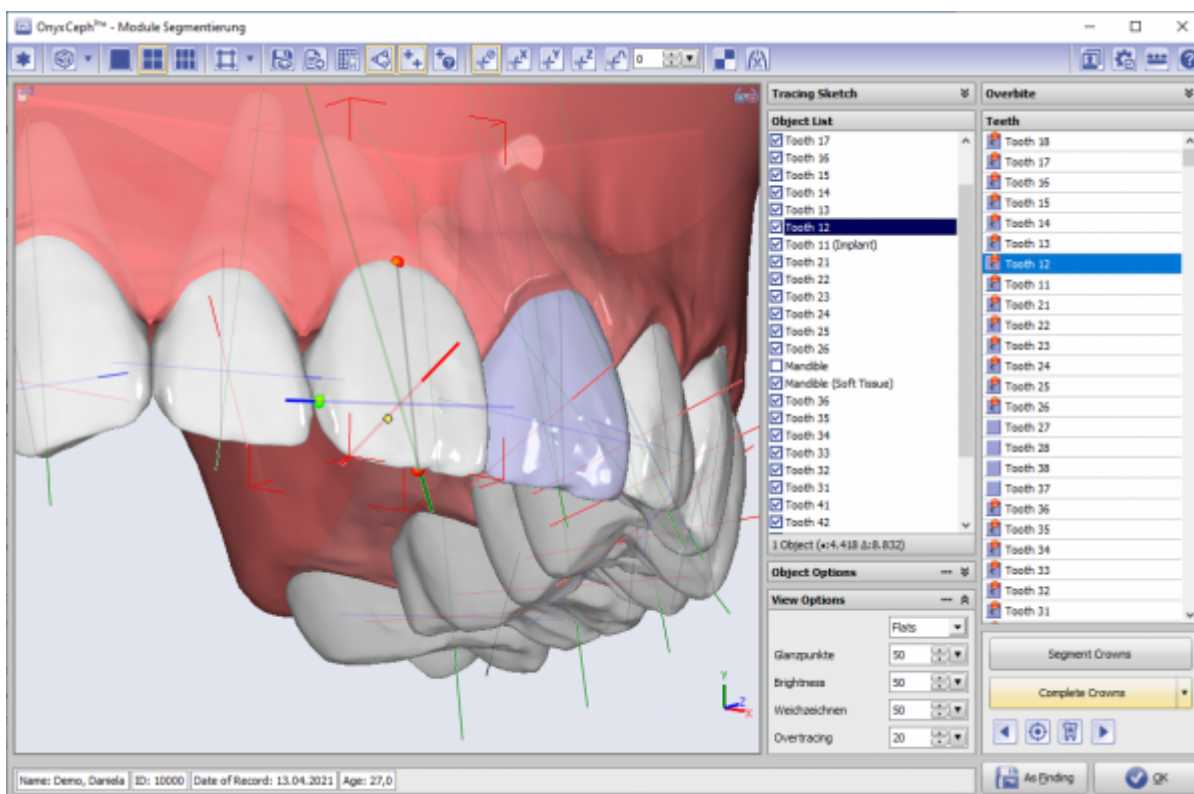 OnyxCeph³™ - Module Segmentierung
0
Tracing Sketch
Object List
Tooth 17
Tooth 16
Tooth 15
Tooth 14
Tooth 13
Tooth 12
Tooth 11 (Implant)
Tooth 21
Tooth 22
Tooth 23
Tooth 24
Tooth 25
Tooth 26
Mandible
Mandible (Soft Tissue)
Tooth 36
Tooth 35
Tooth 34
Tooth 33
Tooth 32
Tooth 31
Tooth 41
Tooth 42
1 Object (•:4.418 Δ:8.832)
Object Options
View Options
Flats
Glanzpunkte 50
Brightness 50
Weichzeichnen 50
Overtracing 20
Overbite
Teeth
Tooth 18
Tooth 17
Tooth 16
Tooth 15
Tooth 14
Tooth 13
Tooth 12
Tooth 11
Tooth 21
Tooth 22
Tooth 23
Tooth 24
Tooth 25
Tooth 26
Tooth 27
Tooth 28
Tooth 38
Tooth 37
Tooth 36
Tooth 35
Tooth 34
Tooth 33
Tooth 32
Tooth 31
Segment Crowns
Complete Crowns
Y
Z
X
Name: Demo, Daniela ID: 10000 Date of Record: 13.04.2021 Age: 27,0
As Finding
OK